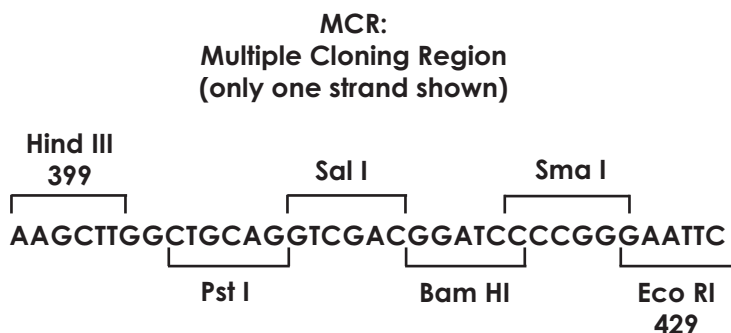 MCR:
Multiple Cloning Region
(only one strand shown)
Hind III
399
Sal I
Sma I
AAGCTTGGCTGCAGGTCGACGGATCCCCGGGAATTC
Pst I
Bam HI
Eco RI
429